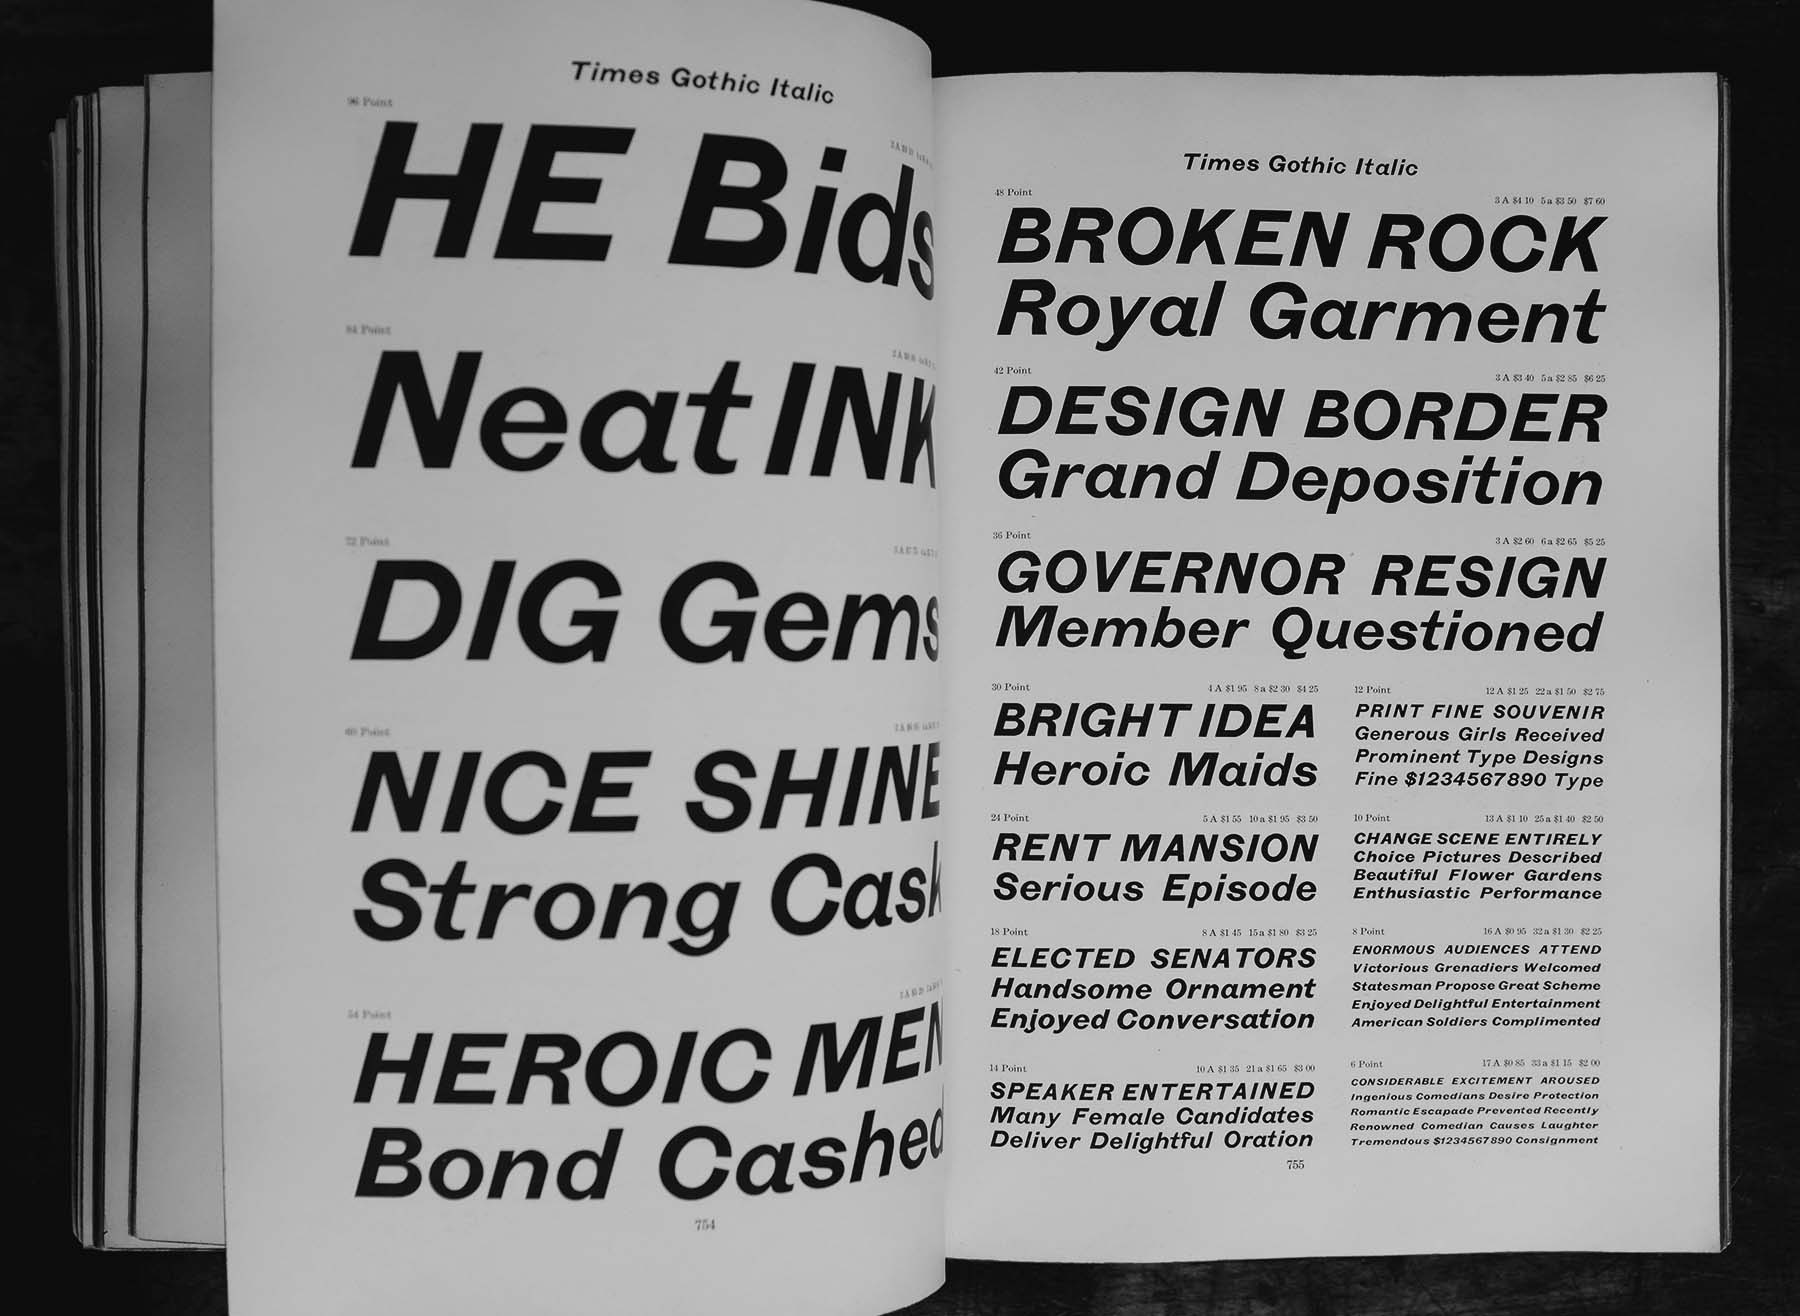 Times Gothic Italic
96 Point
HE Bids
84 Point
Neat INK
72 Point
DIG Gems
60 Point
NICE SHINE
Strong Cask
54 Point
HEROIC MEN
Bond Cashed
754
Times Gothic Italic
48 Point 3 A $4 10 5 a $3 50 $7 60
BROKEN ROCK
Royal Garment
42 Point 3 A $3 40 5 a $2 85 $6 25
DESIGN BORDER
Grand Deposition
36 Point 3 A $2 60 6 a $2 65 $5 25
GOVERNOR RESIGN
Member Questioned
30 Point 4 A $1 95 8 a $2 30 $4 25
BRIGHT IDEA
Heroic Maids
24 Point 5 A $1 55 10 a $1 95 $3 50
RENT MANSION
Serious Episode
18 Point 8 A $1 45 15 a $1 80 $3 25
ELECTED SENATORS
Handsome Ornament
Enjoyed Conversation
14 Point 10 A $1 35 21 a $1 65 $3 00
SPEAKER ENTERTAINED
Many Female Candidates
Deliver Delightful Oration
12 Point 12 A $1 25 22 a $1 50 $2 75
PRINT FINE SOUVENIR
Generous Girls Received
Prominent Type Designs
Fine $1234567890 Type
10 Point 13 A $1 10 25 a $1 40 $2 50
CHANGE SCENE ENTIRELY
Choice Pictures Described
Beautiful Flower Gardens
Enthusiastic Performance
8 Point 16 A $0 95 32 a $1 30 $2 25
ENORMOUS AUDIENCES ATTEND
Victorious Grenadiers Welcomed
Statesman Propose Great Scheme
Enjoyed Delightful Entertainment
American Soldiers Complimented
6 Point 17 A $0 85 33 a $1 15 $2 00
CONSIDERABLE EXCITEMENT AROUSED
Ingenious Comedians Desire Protection
Romantic Escapade Prevented Recently
Renowned Comedian Causes Laughter
Tremendous $1234567890 Consignment
755